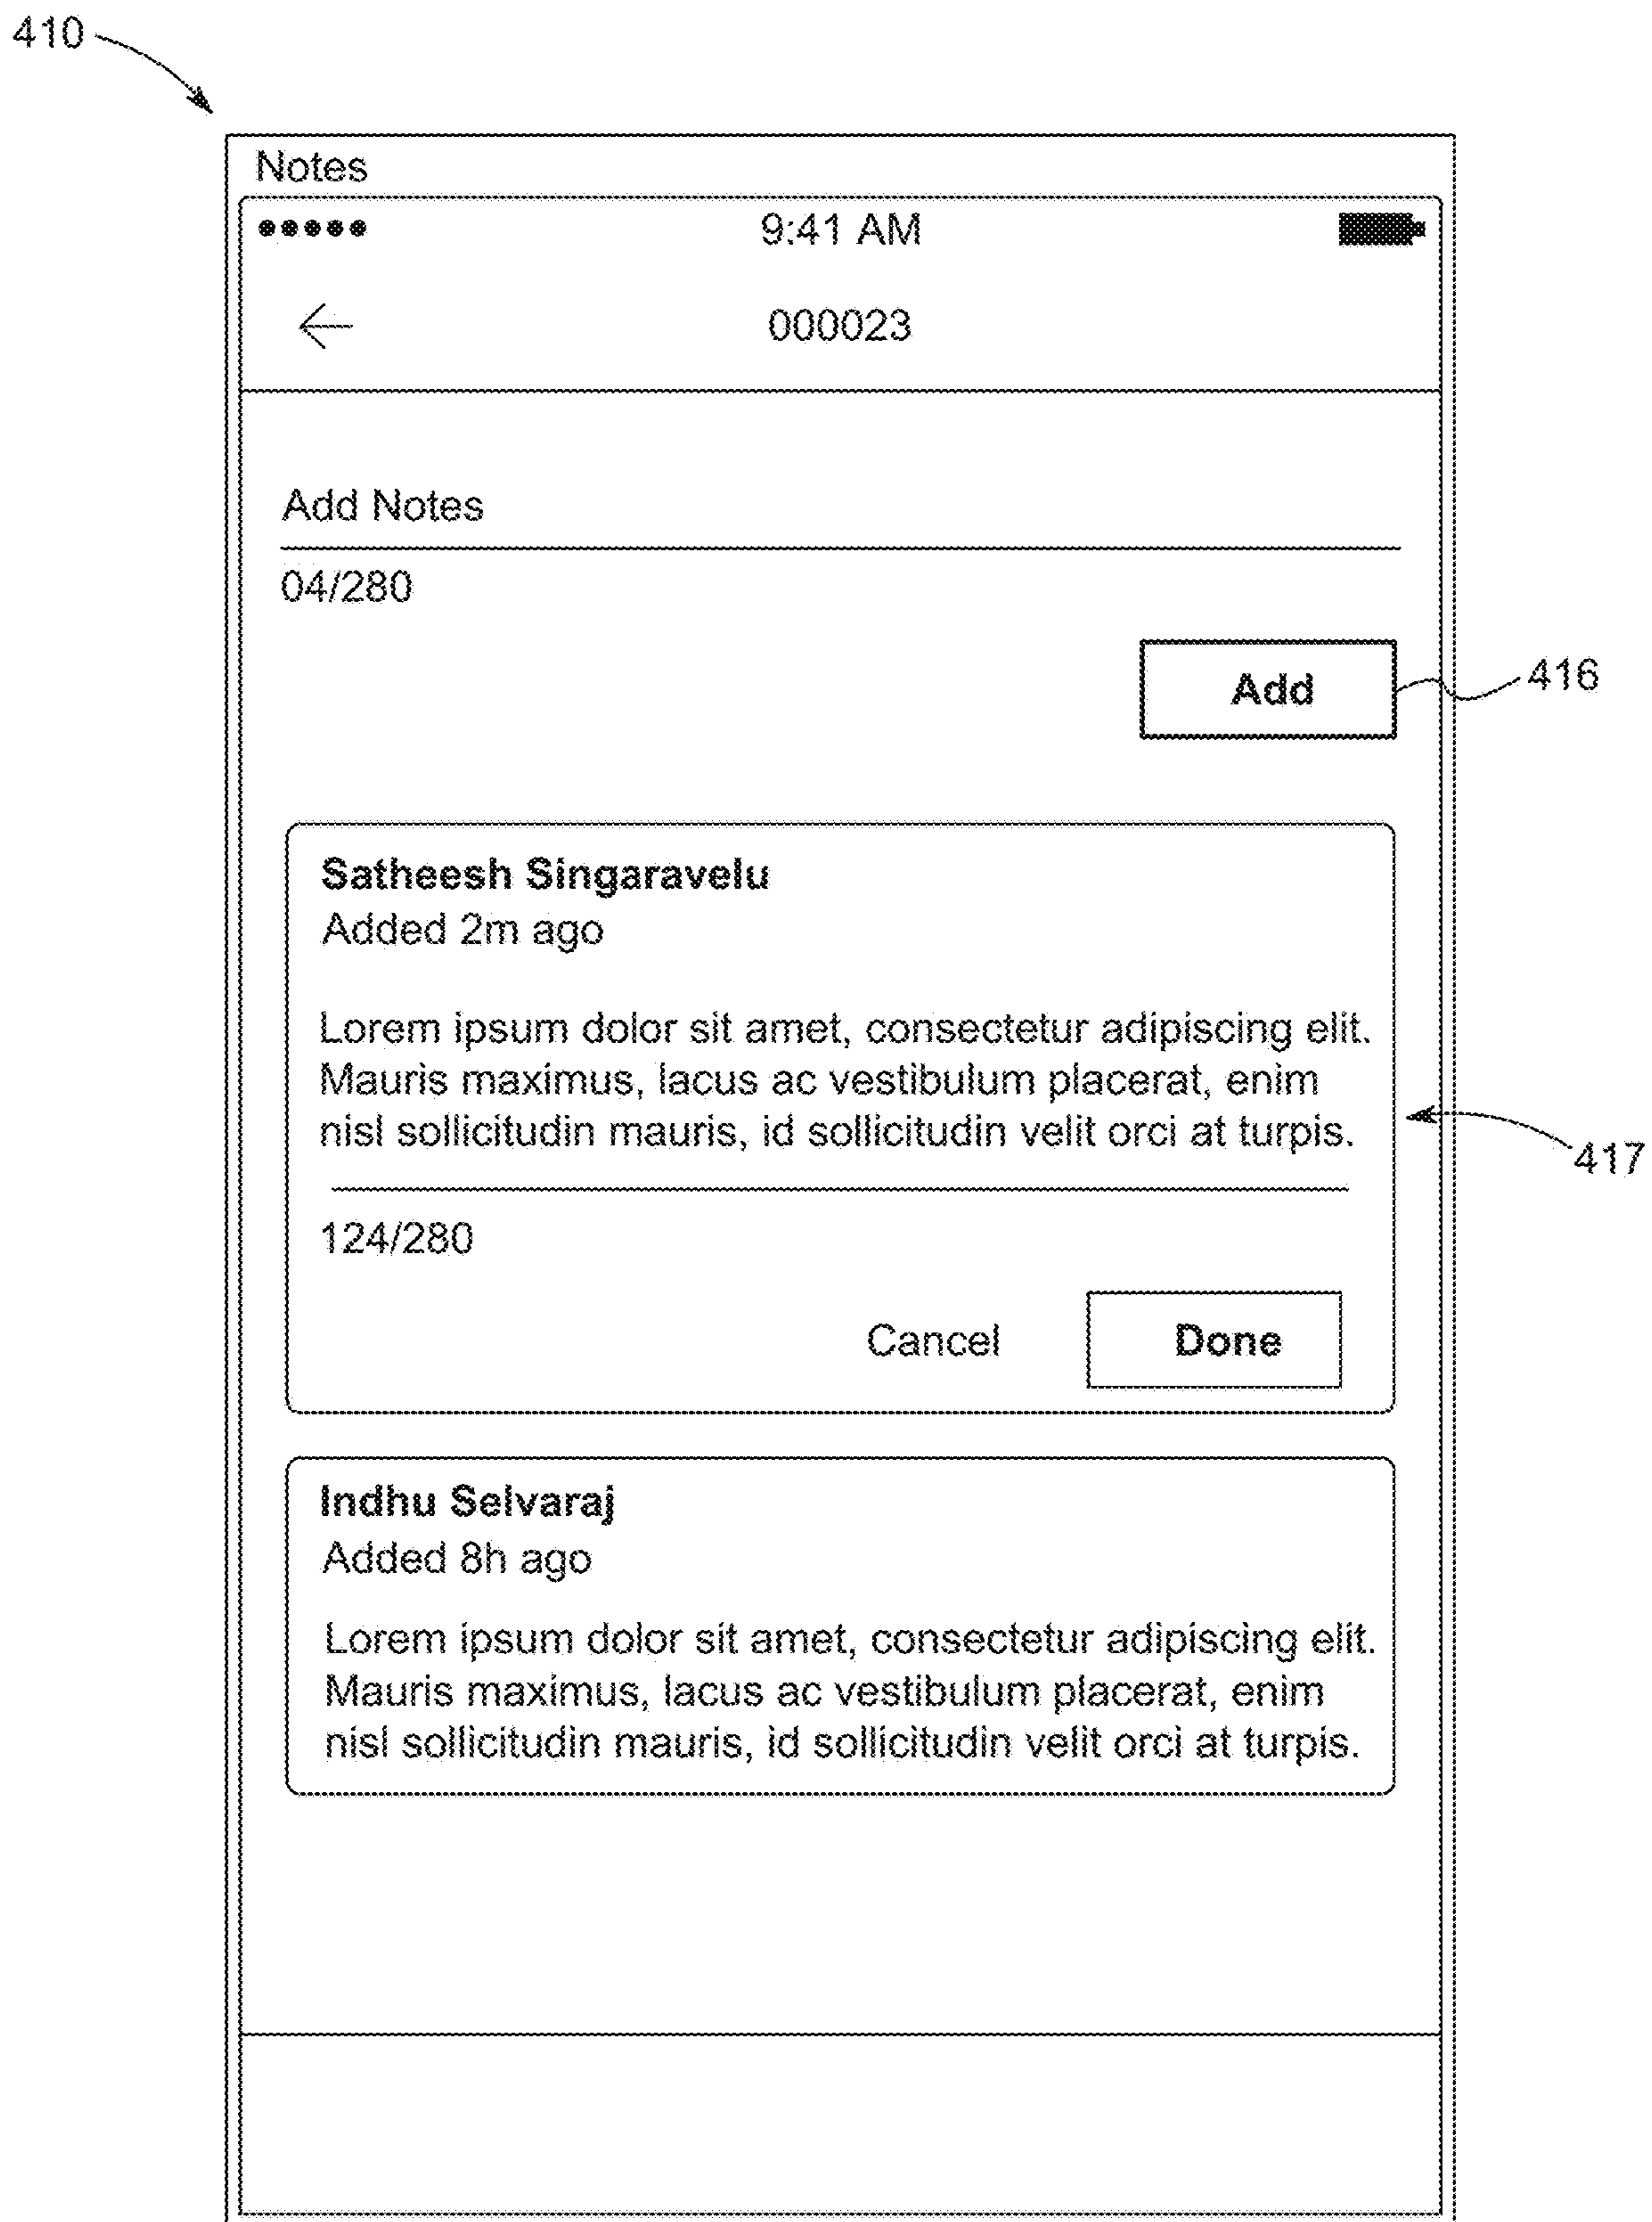 410
Notes
9:41 AM
000023
Add Notes
04/280
Add
416
Satheesh Singaravelu
Added 2m ago
Lorem ipsum dolor sit amet, consectetur adipiscing elit.
Mauris maximus, lacus ac vestibulum placerat, enim
nisl sollicitudin mauris, id sollicitudin velit orci at turpis.
417
124/280
Cancel
Done
Indhu Selvaraj
Added 8h ago
Lorem ipsum dolor sit amet, consectetur adipiscing elit.
Mauris maximus, lacus ac vestibulum placerat, enim
nisl sollicitudin mauris, id sollicitudin velit orci at turpis.